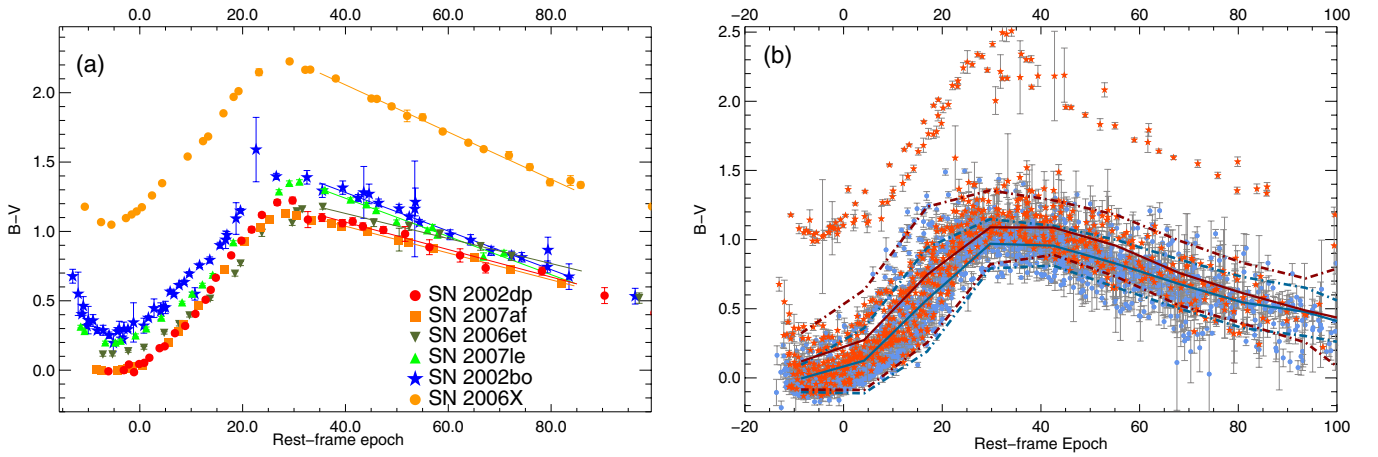 0.0 20.0 40.0 60.0 80.0
(a)
2.0
1.5
1.0
0.5
0.0
B−V
SN 2002dp
SN 2007af
SN 2006et
SN 2007le
SN 2002bo
SN 2006X
0.0 20.0 40.0 60.0 80.0
Rest−frame epoch
−20 0 20 40 60 80 100
(b)
2.5
2.0
1.5
1.0
0.5
0.0
B−V
−20 0 20 40 60 80 100
Rest−frame Epoch